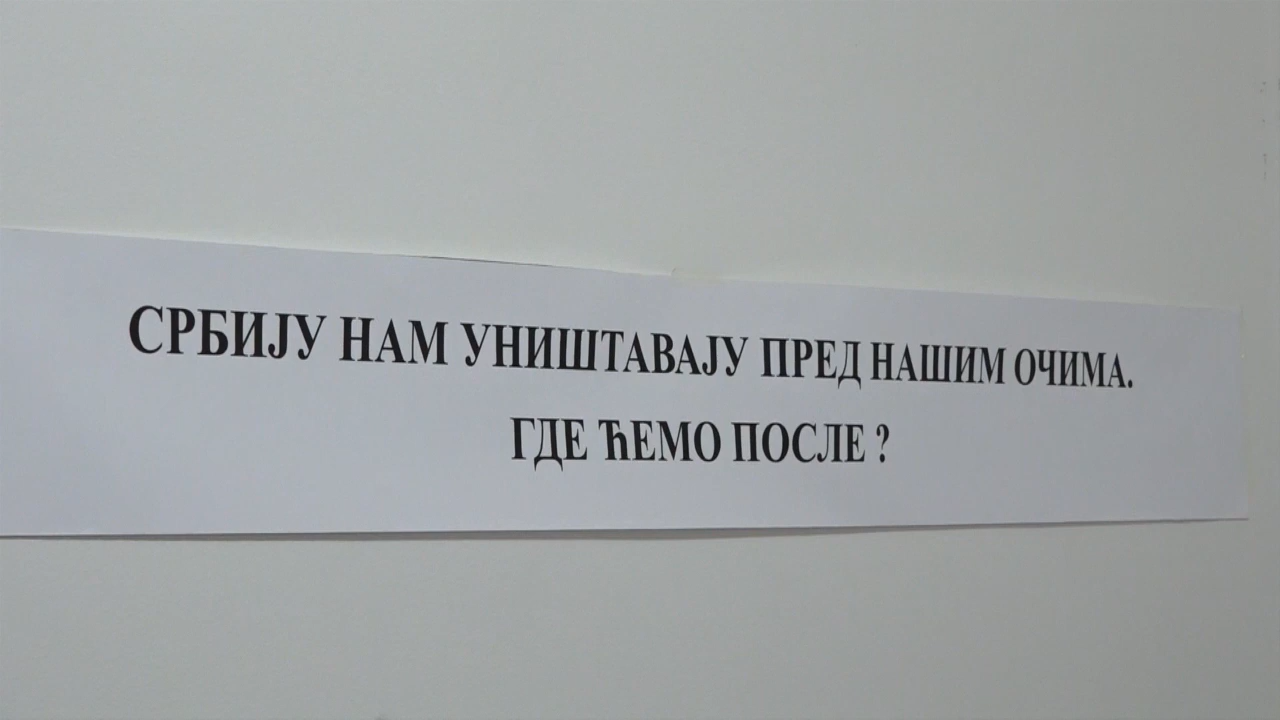 СРБИЈУ НАМ УНИШТАВАЈУ ПРЕД НАШИМ ОЧИМА.
ГДЕ ЋЕМО ПОСЛЕ ?